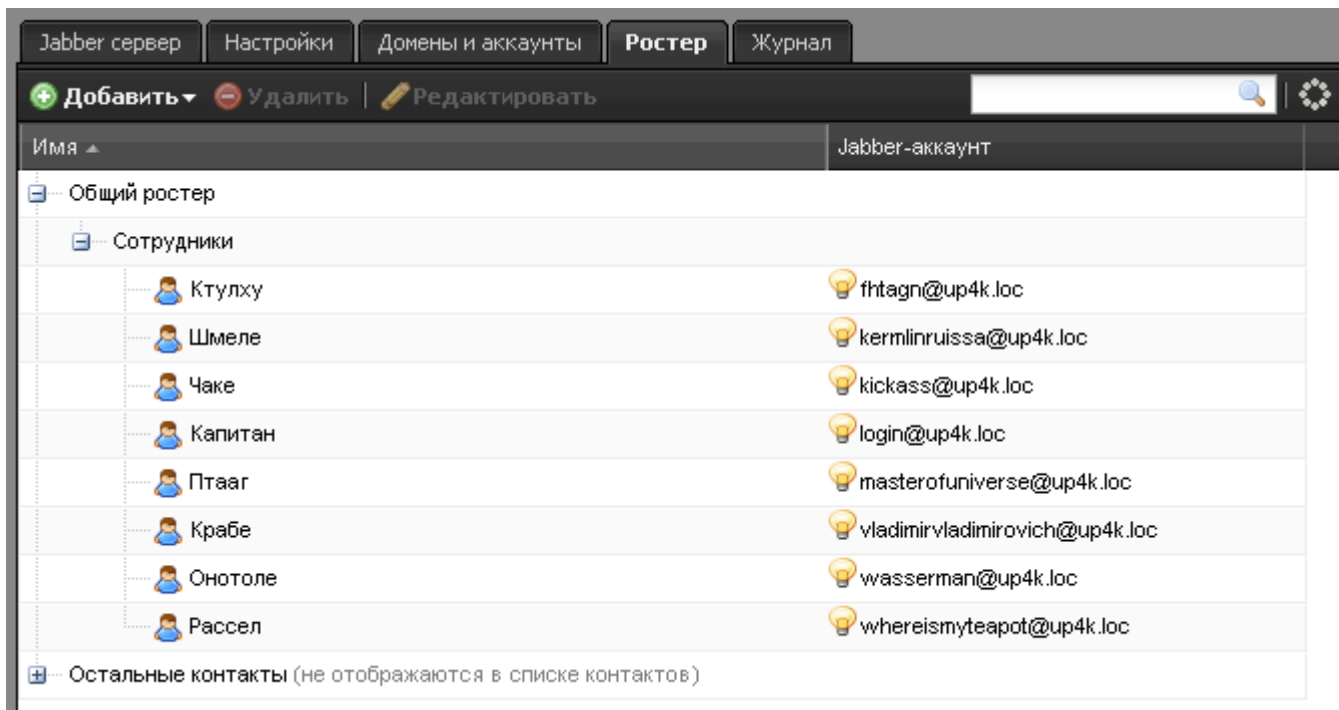 Jabber сервер Настройки Домены и аккаунты Ростер Журнал
Добавить Удалить Редактировать
Имя Jabber-аккаунт
Общий ростер
Сотрудники
Ктулху fhtagn@up4k.loc
Шмеле kermlinruissa@up4k.loc
Чаке kickass@up4k.loc
Капитан login@up4k.loc
Птааг masterofuniverse@up4k.loc
Крабе vladimirvladimirovich@up4k.loc
Онотоле wasserman@up4k.loc
Рассел whereismyteapot@up4k.loc
Остальные контакты (не отображаются в списке контактов)